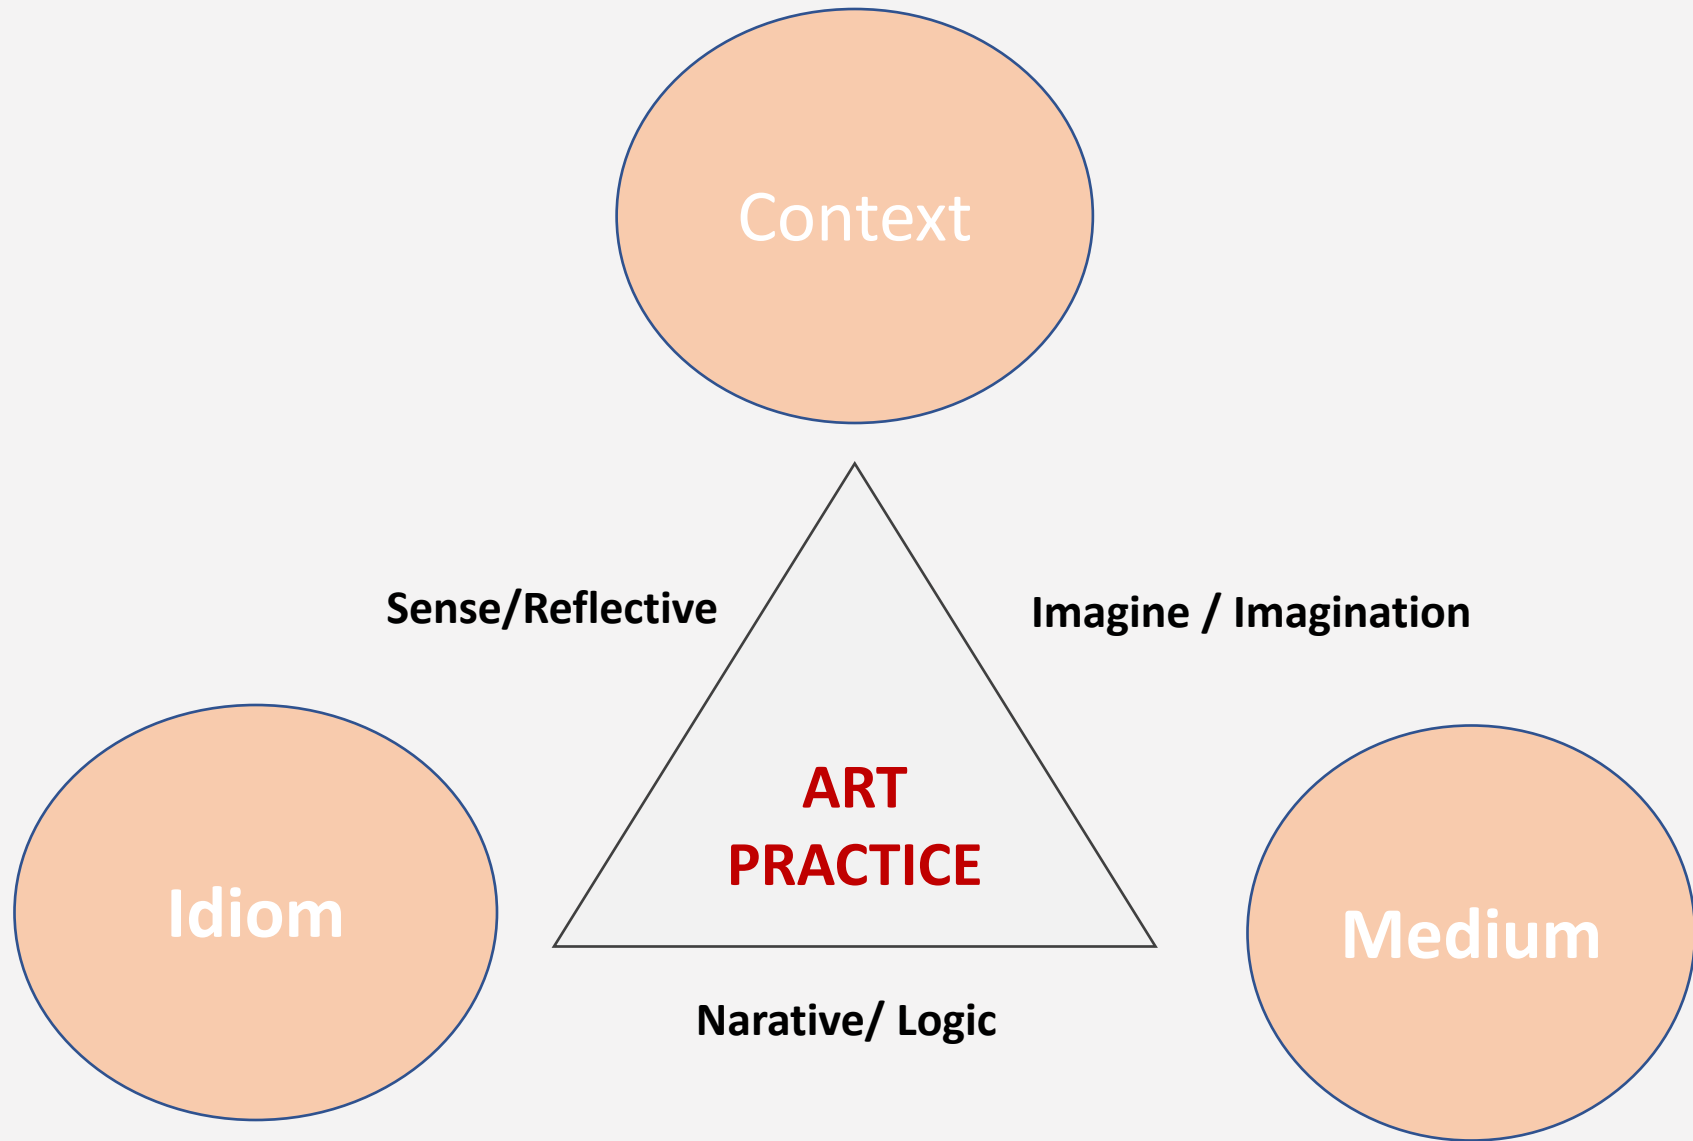 Context
Sense/Reflective
Imagine / Imagination
ART
PRACTICE
Idiom
Medium
Narative/ Logic